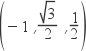 (-1, √3/2, 1/2)